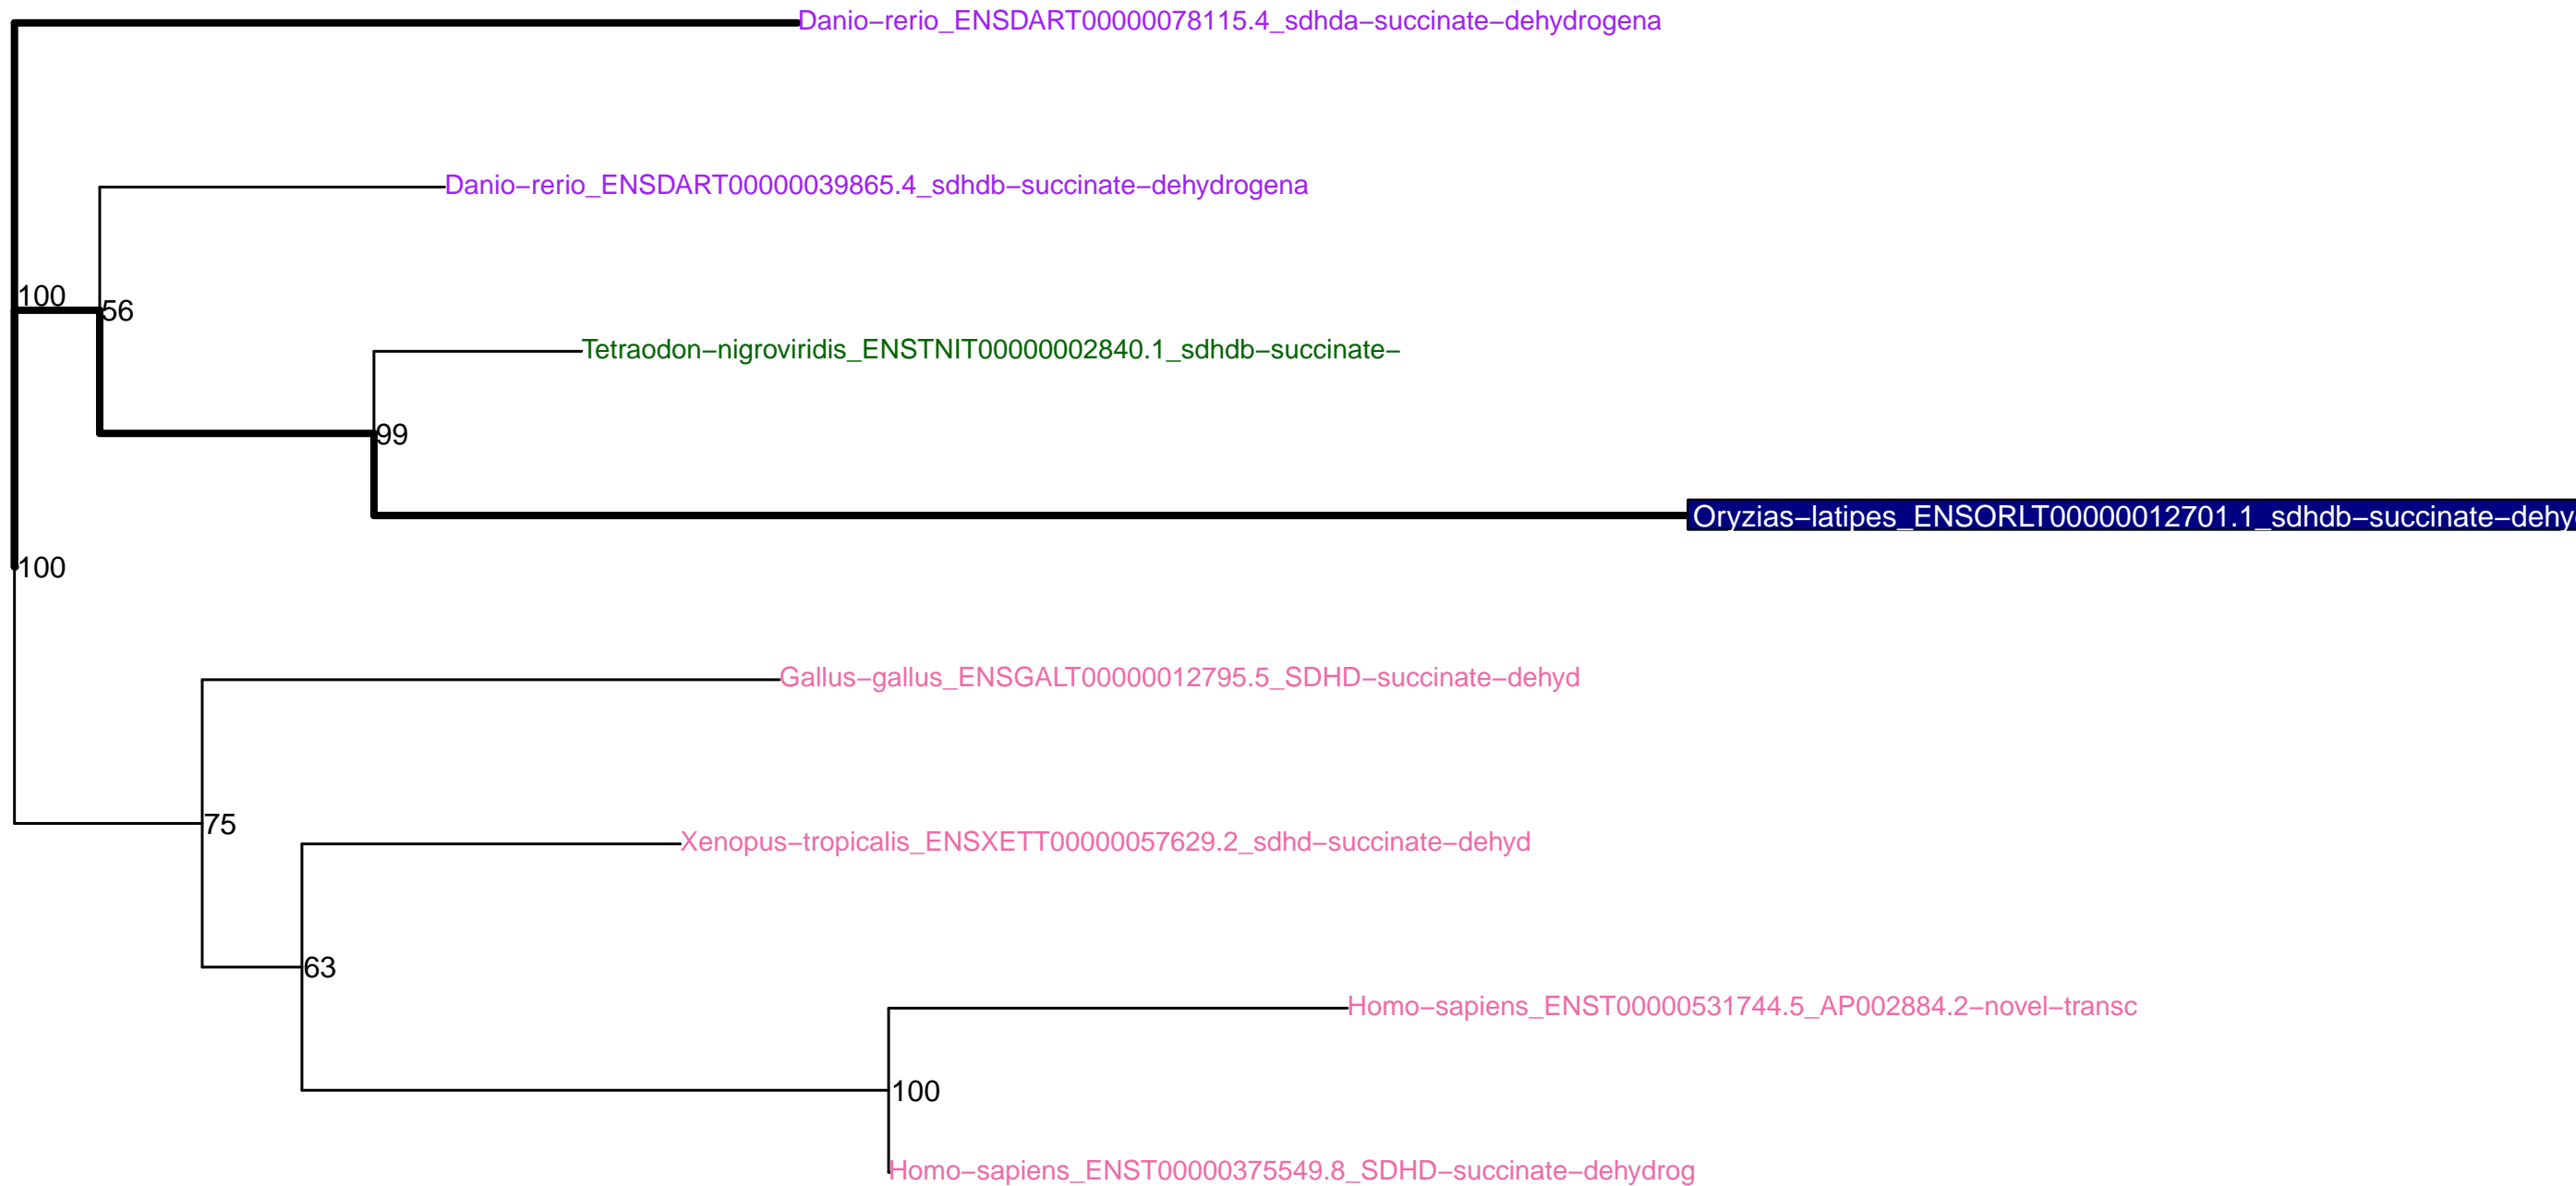 Danio–rerio_ENSDART00000078115.4_sdhda–succinate–dehydrogena
Danio–rerio_ENSDART00000039865.4_sdhdb–succinate–dehydrogena
100
56
Tetraodon–nigroviridis_ENSTNIT00000002840.1_sdhdb–succinate–
99
Oryzias–latipes_ENSORLT00000012701.1_sdhdb–succinate–dehy
100
Gallus–gallus_ENSGALT00000012795.5_SDHD–succinate–dehyd
75
Xenopus–tropicalis_ENSXETT00000057629.2_sdhd–succinate–dehyd
63
Homo–sapiens_ENST00000531744.5_AP002884.2–novel–transc
100
Homo–sapiens_ENST00000375549.8_SDHD–succinate–dehydrog